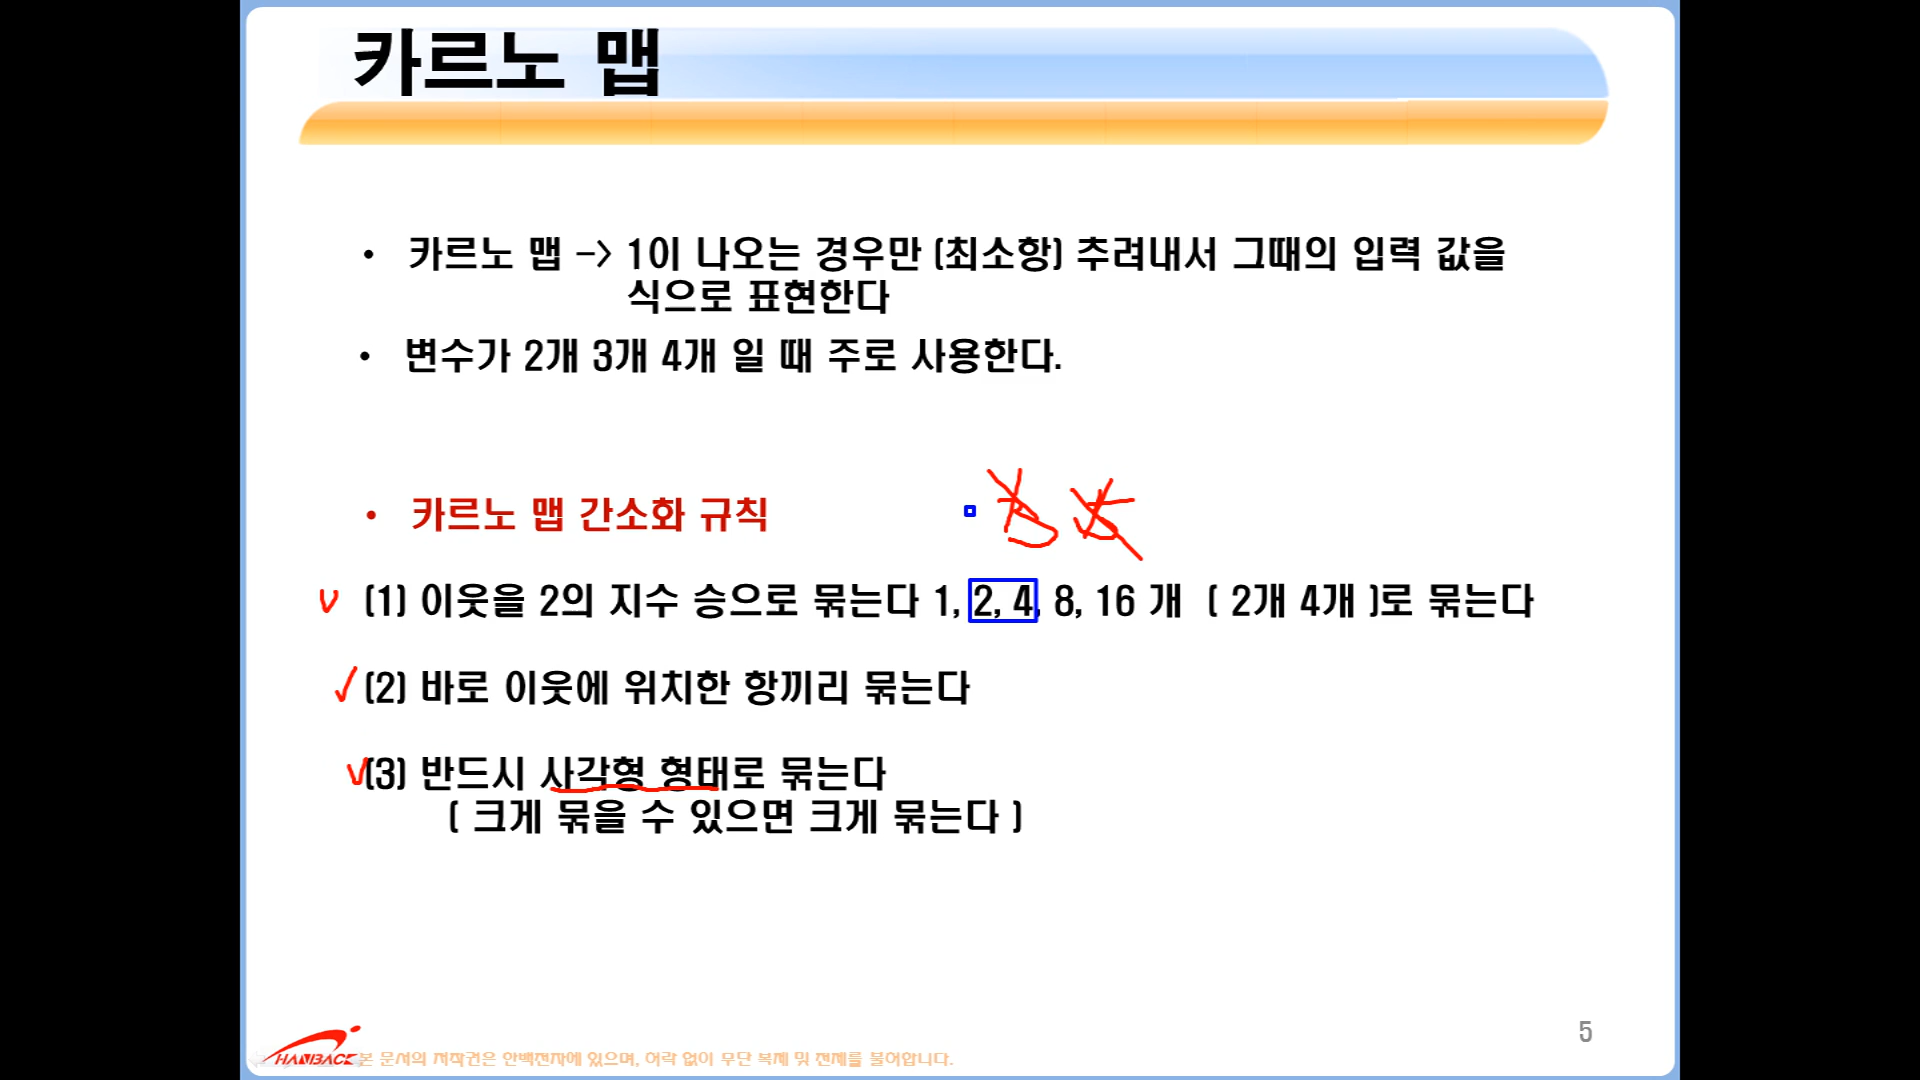 카르노 맵
• 카르노 맵 -> 1이 나오는 경우만 (최소항) 추려내서 그때의 입력 값을
식으로 표현한다
• 변수가 2개 3개 4개 일 때 주로 사용한다.
• 카르노 맵 간소화 규칙
(1) 이웃을 2의 지수 승으로 묶는다 1, 2, 4, 8, 16 개 ( 2개 4개 )로 묶는다
(2) 바로 이웃에 위치한 항끼리 묶는다
(3) 반드시 사각형 형태로 묶는다
( 크게 묶을 수 있으면 크게 묶는다 )
5
HANBACK 본 문서의 저작권은 한백전자에 있으며, 허락 없이 무단 복제 및 전재를 불허합니다.